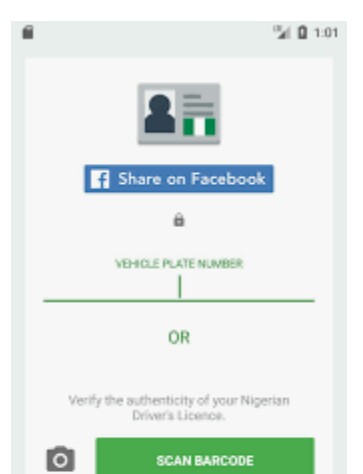 1:01
Share on Facebook
VEHICLE PLATE NUMBER
OR
Verify the authenticity of your Nigerian
Driver's Licence.
SCAN BARCODE